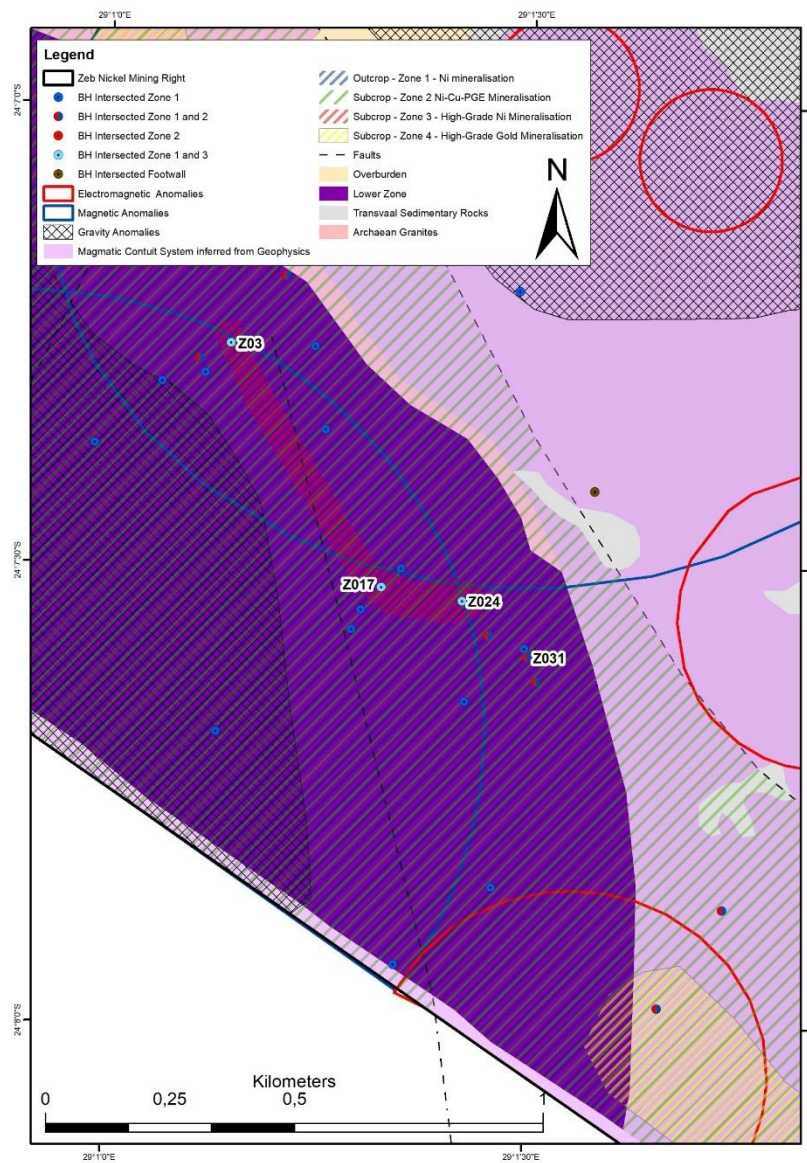 29°1'0"E
29°1'30"E
Legend
Zeb Nickel Mining Right
BH Intersected Zone 1
BH Intersected Zone 1 and 2
BH Intersected Zone 2
BH Intersected Zone 1 and 3
BH Intersected Footwall
Electromagnetic Anomalies
Magnetic Anomalies
Gravity Anomalies
Magmatic Contuit System inferred from Geophysics
Outcrop - Zone 1 - Ni mineralisation
Subcrop - Zone 2 Ni-Cu-PGE Mineralisation
Subcrop - Zone 3 - High-Grade Ni Mineralisation
Subcrop - Zone 4 - High-Grade Gold Mineralisation
Faults
Overburden
Lower Zone
Transvaal Sedimentary Rocks
Archaean Granites
N
24°7'0"S
Z03
24°7'30"S
Z017
Z024
Z031
24°8'0"S
Kilometers
0 0,25 0,5 1
29°1'0"E
29°1'30"E